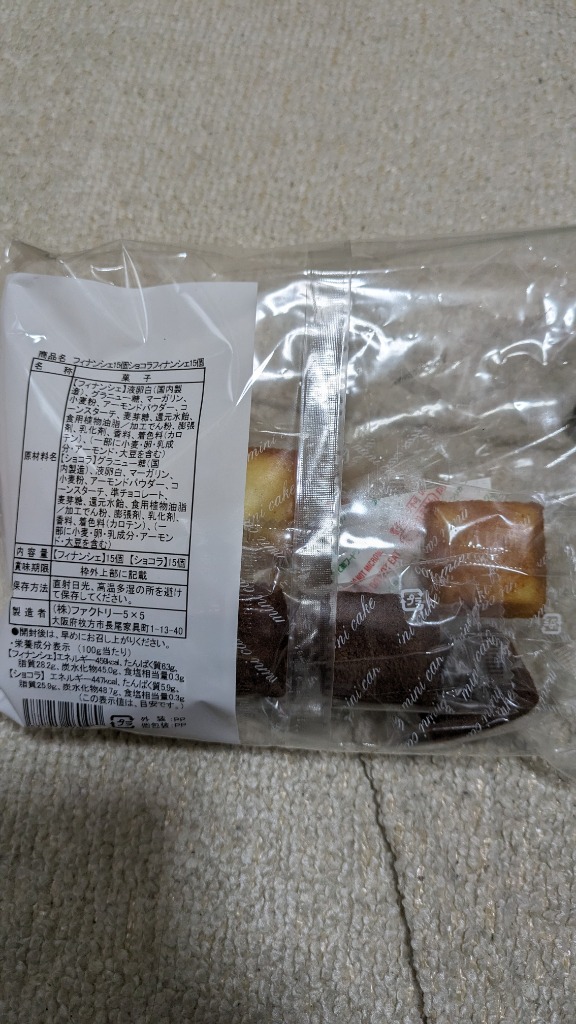 商品名 フィナンシェ15個ショコラフィナンシェ15個
名 称 菓 子
原材料名
【フィナンシェ】液卵白(国内製
造)、グラニュー糖、マーガリン、
小麦粉、アーモンドパウダー、コ
ーンスターチ、麦芽糖、還元水飴、
食用植物油脂／加工でん粉、膨張
剤、乳化剤、香料、着色料(カロ
テン)、(一部に小麦・卵・乳成
分・アーモンド・大豆を含む)
【ショコラ】グラニュー糖(国
内製造)、液卵白、マーガリン、
小麦粉、アーモンドパウダー、コ
ーンスターチ、準チョコレート、
麦芽糖、還元水飴、食用植物油脂
／加工でん粉、膨張剤、乳化剤、
香料、着色料(カロテン)、(一
部に小麦・卵・乳成分・アーモン
ド・大豆を含む)
内 容 量 【フィナンシェ】15個 【ショコラ】15個
賞味期限 枠外上部に記載
保存方法 直射日光、高温多湿の所を避け
て保存してください。
製 造 者 (株)ファクトリー5×5
大阪府枚方市長尾家具町1-13-40
●開封後は、早めにお召し上がりください。
・栄養成分表示 (100g当たり)
【フィナンシェ】エネルギー458kcal、たんぱく質6.3g、
脂質28.2g、炭水化物45.0g、食塩相当量0.3g
【ショコラ】エネルギー447kcal、たんぱく質5.9g、
脂質25.9g、炭水化物48.7g、食塩相当量0.3g
(この表示値は、目安です。)
プラ 外 装:PP
個包装:PP
mini cake
mini cake
mini cake
プラ